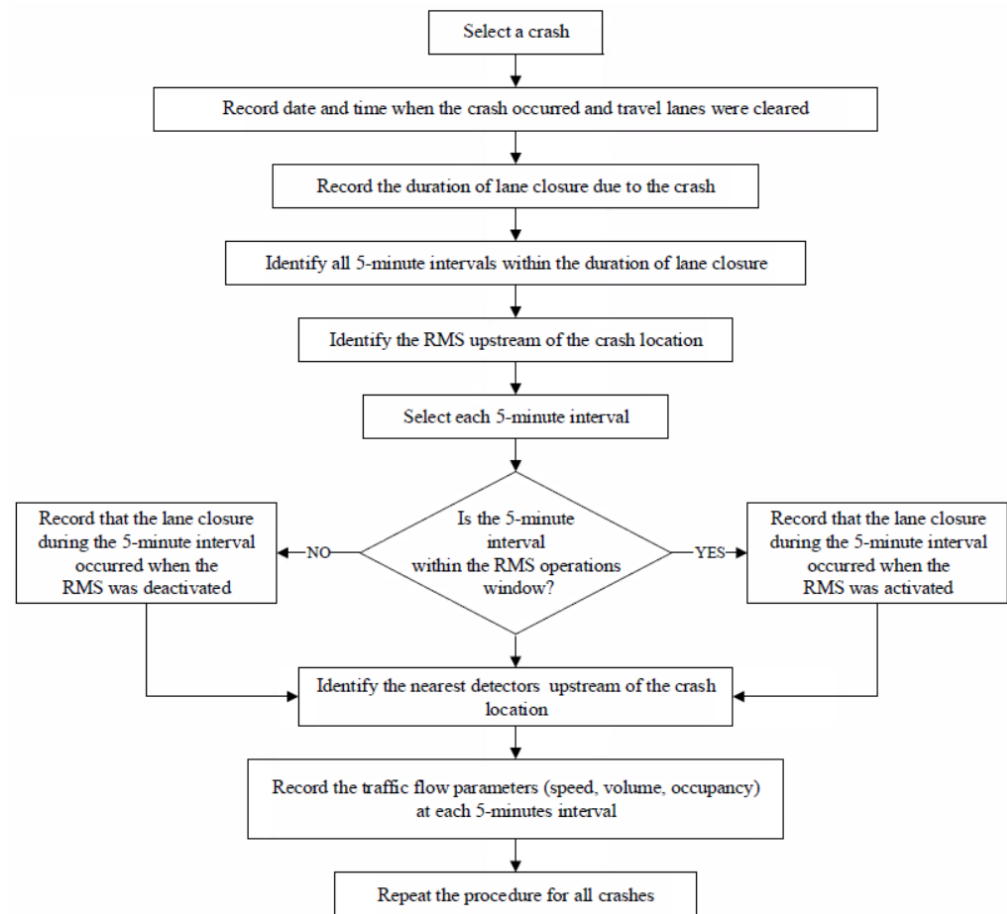 Select a crash
Record date and time when the crash occurred and travel lanes were cleared
Record the duration of lane closure due to the crash
Identify all 5-minute intervals within the duration of lane closure
Identify the RMS upstream of the crash location
Select each 5-minute interval
Is the 5-minute
interval
within the RMS operations
window?
NO
Record that the lane closure
during the 5-minute interval
occurred when the
RMS was deactivated
YES
Record that the lane closure
during the 5-minute interval
occurred when the
RMS was activated
Identify the nearest detectors upstream of the crash
location
Record the traffic flow parameters (speed, volume, occupancy)
at each 5-minutes interval
Repeat the procedure for all crashes